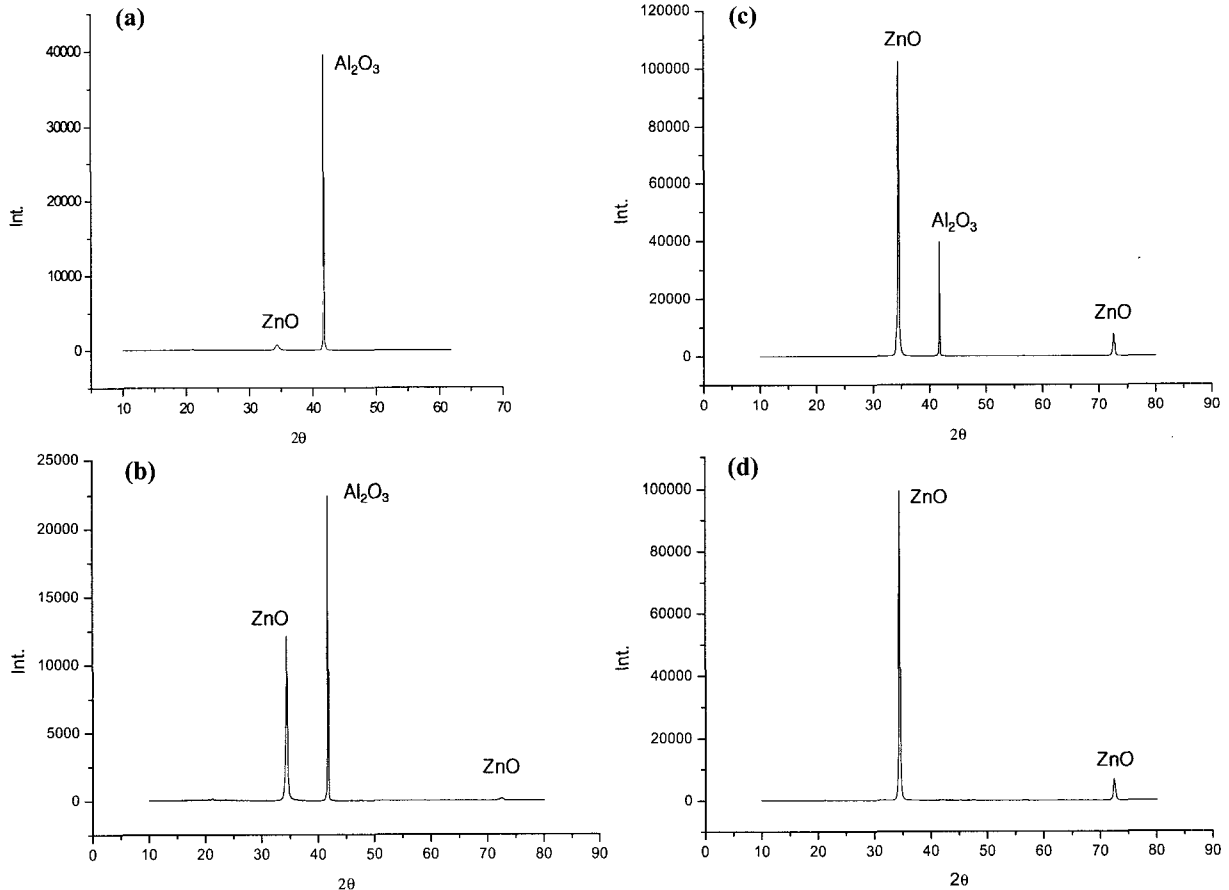 (a)
Al₂O₃
ZnO
Int.
40000
30000
20000
10000
0
10 20 30 40 50 60 70
2θ
(b)
Al₂O₃
ZnO
ZnO
Int.
25000
20000
15000
10000
5000
0
0 10 20 30 40 50 60 70 80 90
2θ
(c)
ZnO
Al₂O₃
ZnO
Int.
120000
100000
80000
60000
40000
20000
0
0 10 20 30 40 50 60 70 80 90
2θ
(d)
ZnO
ZnO
Int.
100000
80000
60000
40000
20000
0
0 10 20 30 40 50 60 70 80 90
2θ